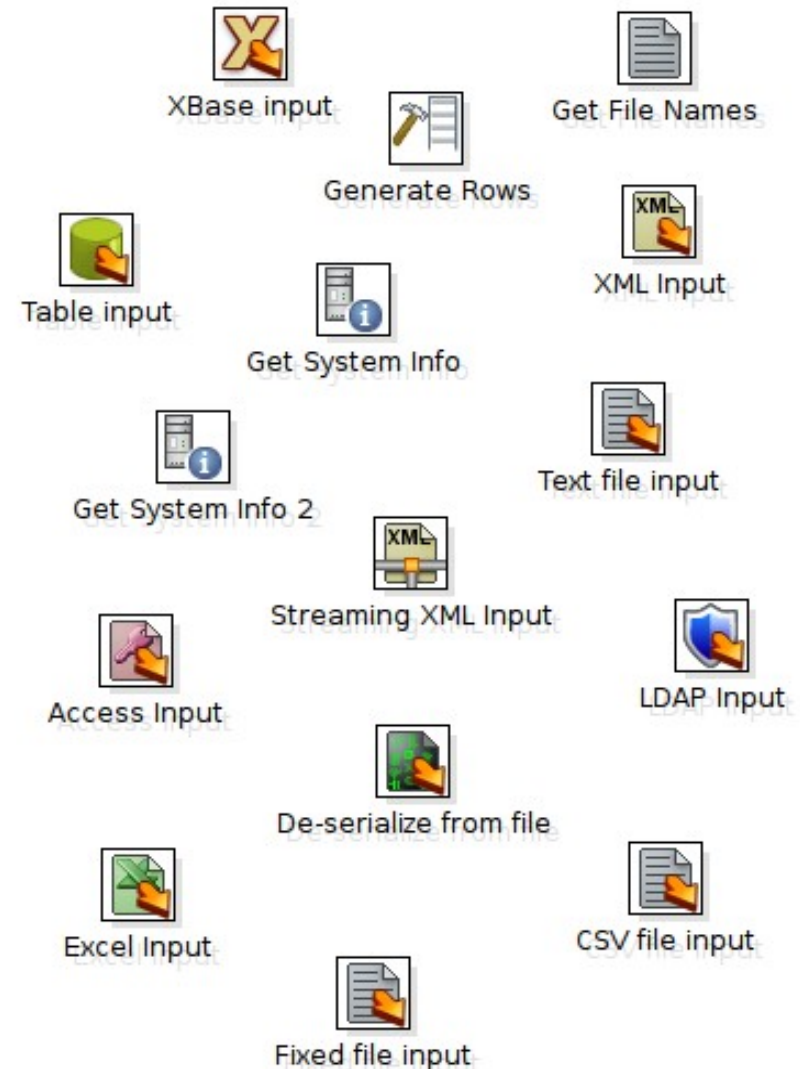 XBase input
Get File Names
Generate Rows
XML
XML Input
Table input
Get System Info
Text file input
Get System Info 2
XML
Streaming XML Input
LDAP Input
Access Input
De-serialize from file
CSV file input
Excel Input
Fixed file input